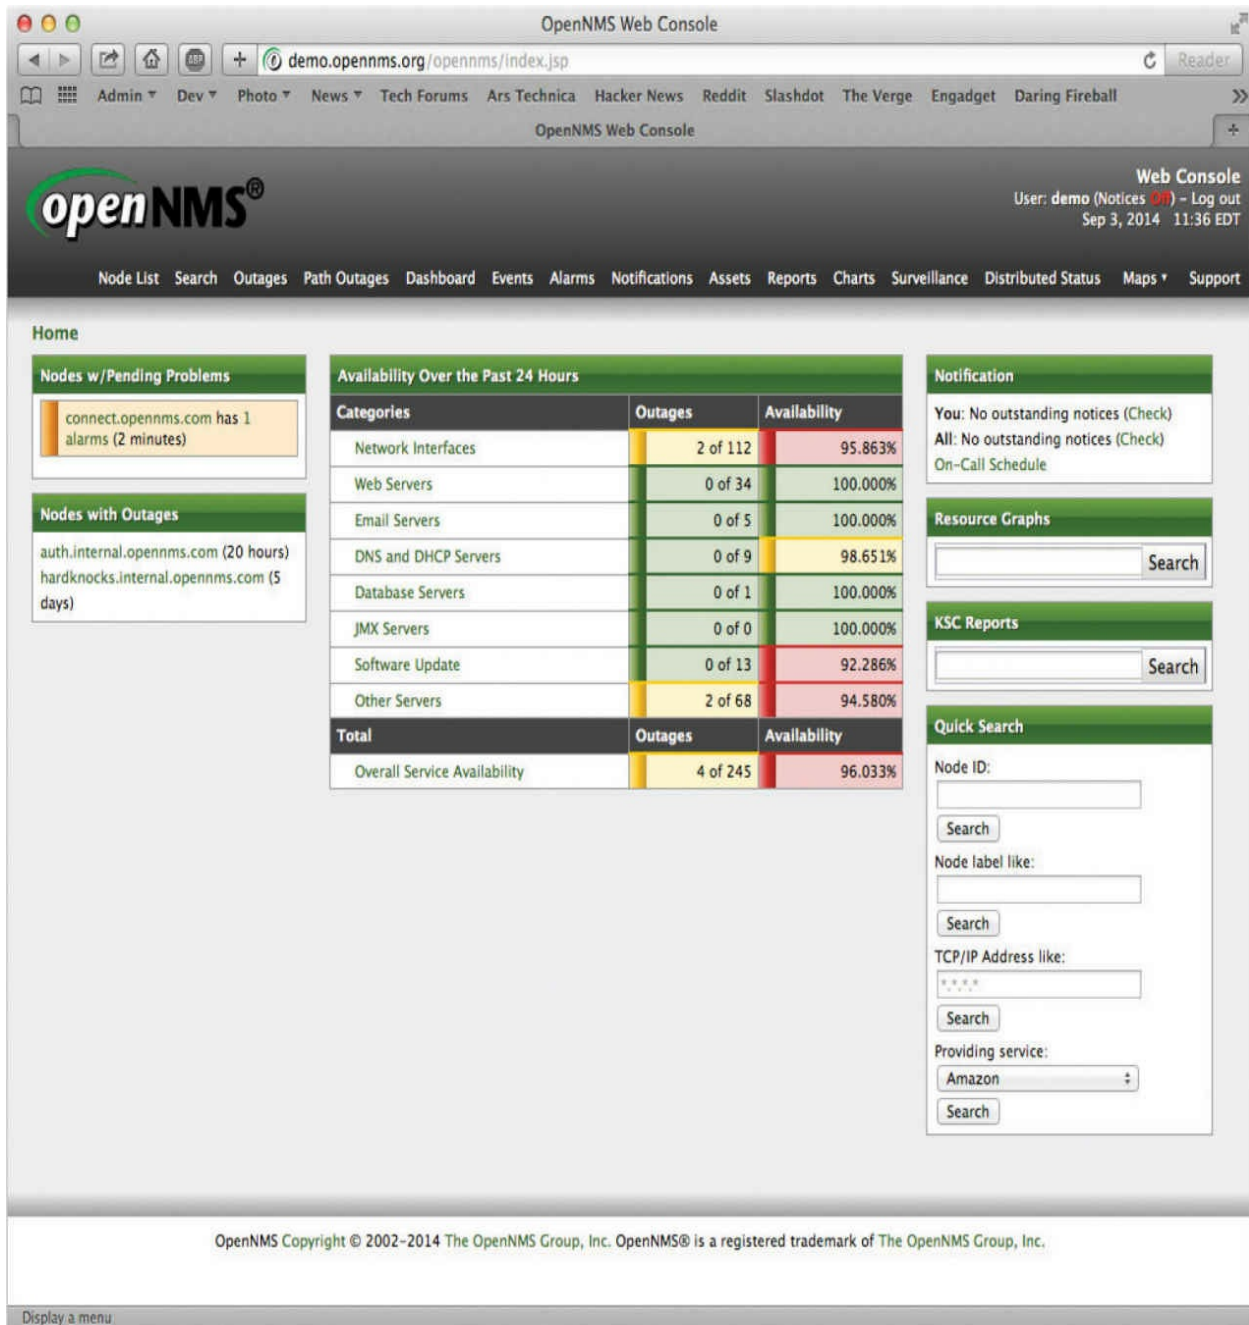 OpenNMS Web Console
demo.opennms.org/opennms/index.jsp
Reader
Admin Dev Photo News Tech Forums Ars Technica Hacker News Reddit Slashdot The Verge Engadget Daring Fireball
OpenNMS Web Console
openNMS®
Web Console
User: demo (Notices Off) – Log out
Sep 3, 2014 11:36 EDT
Node List Search Outages Path Outages Dashboard Events Alarms Notifications Assets Reports Charts Surveillance Distributed Status Maps Support
Home
Nodes w/Pending Problems
connect.opennms.com has 1
alarms (2 minutes)
Nodes with Outages
auth.internal.opennms.com (20 hours)
hardknocks.internal.opennms.com (5
days)
Availability Over the Past 24 Hours
Categories Outages Availability
Network Interfaces 2 of 112 95.863%
Web Servers 0 of 34 100.000%
Email Servers 0 of 5 100.000%
DNS and DHCP Servers 0 of 9 98.651%
Database Servers 0 of 1 100.000%
JMX Servers 0 of 0 100.000%
Software Update 0 of 13 92.286%
Other Servers 2 of 68 94.580%
Total Outages Availability
Overall Service Availability 4 of 245 96.033%
Notification
You: No outstanding notices (Check)
All: No outstanding notices (Check)
On-Call Schedule
Resource Graphs
Search
KSC Reports
Search
Quick Search
Node ID:
Search
Node label like:
Search
TCP/IP Address like:
*.*.*.*
Search
Providing service:
Amazon
Search
OpenNMS Copyright © 2002-2014 The OpenNMS Group, Inc. OpenNMS® is a registered trademark of The OpenNMS Group, Inc.
Display a menu